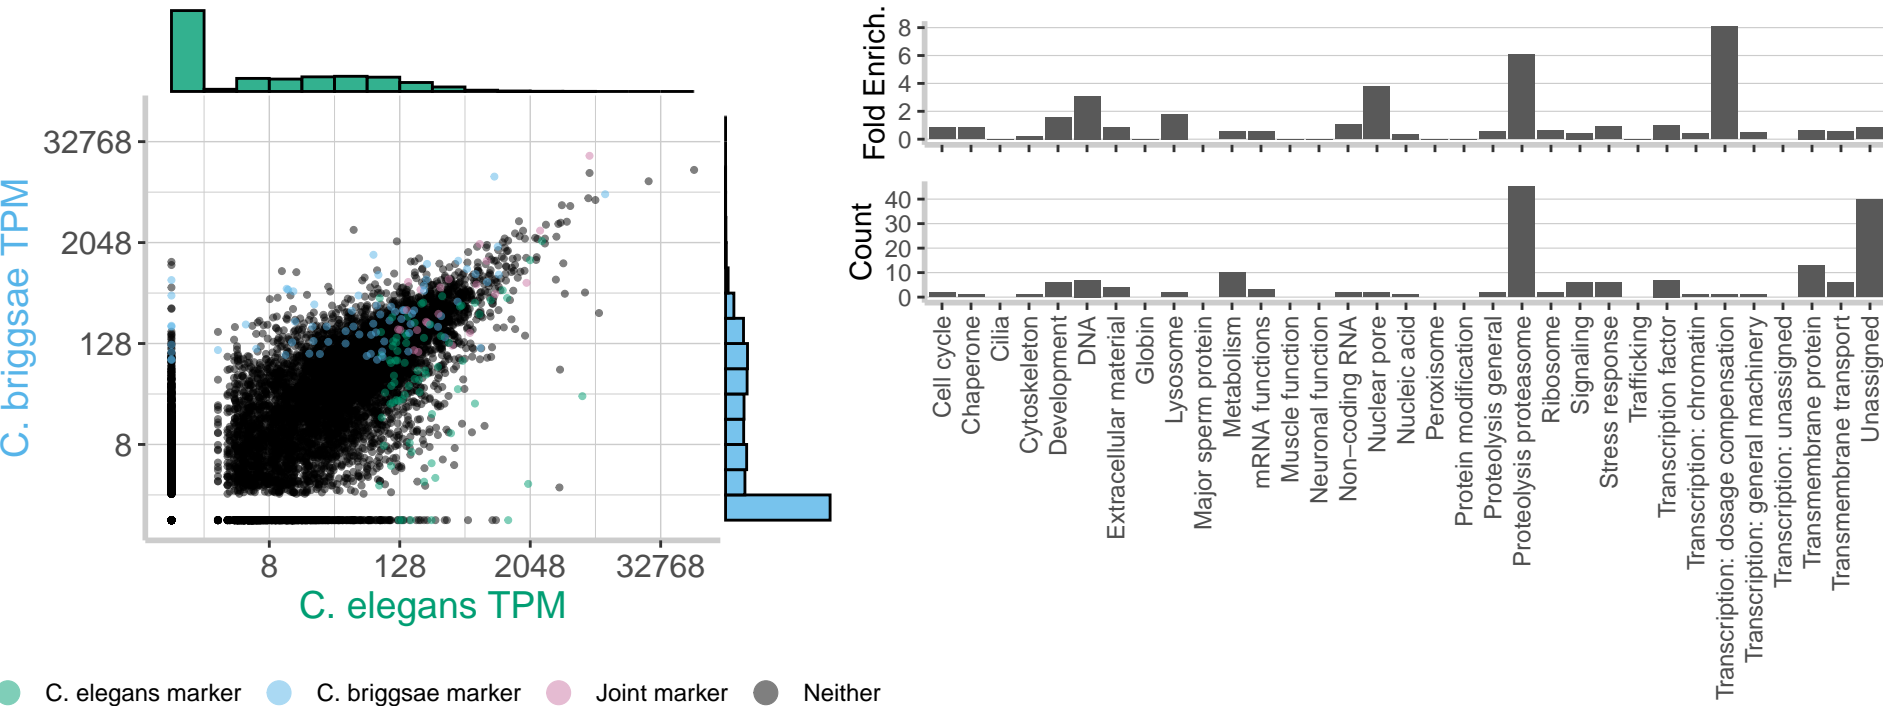 C. briggsae TPM
32768
2048
128
8
8
128
2048
32768
C. elegans TPM
C. elegans marker
C. briggsae marker
Joint marker
Neither
Fold Enrich.
8
6
4
2
0
Count
40
30
20
10
0
Cell cycle
Chaperone
Cilia
Cytoskeleton
Development
DNA
Extracellular material
Globin
Lysosome
Major sperm protein
Metabolism
mRNA functions
Muscle function
Neuronal function
Non−coding RNA
Nuclear pore
Nucleic acid
Peroxisome
Protein modification
Proteolysis general
Proteolysis proteasome
Ribosome
Signaling
Stress response
Trafficking
Transcription factor
Transcription: chromatin
Transcription: dosage compensation
Transcription: general machinery
Transcription: unassigned
Transmembrane protein
Transmembrane transport
Unassigned